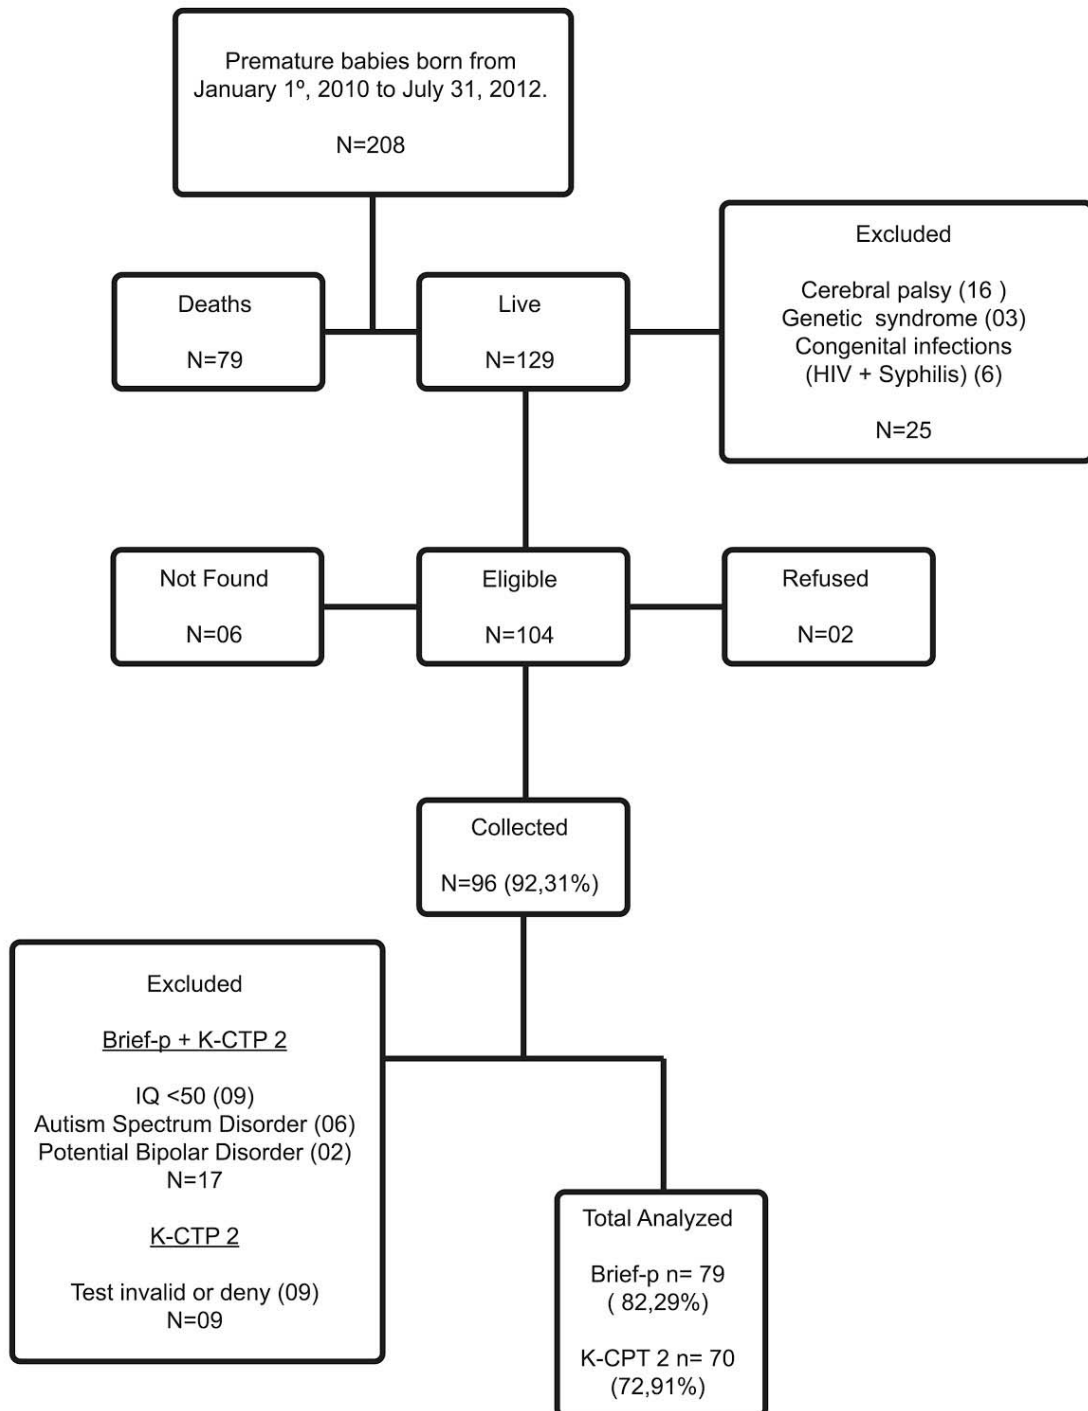 Premature babies born from
January 1º, 2010 to July 31, 2012.
N=208
Deaths
N=79
Live
N=129
Excluded
Cerebral palsy (16 )
Genetic syndrome (03)
Congenital infections
(HIV + Syphilis) (6)
N=25
Not Found
N=06
Eligible
N=104
Refused
N=02
Collected
N=96 (92,31%)
Excluded
Brief-p + K-CTP 2
IQ <50 (09)
Autism Spectrum Disorder (06)
Potential Bipolar Disorder (02)
N=17
K-CTP 2
Test invalid or deny (09)
N=09
Total Analyzed
Brief-p n= 79
( 82,29%)
K-CPT 2 n= 70
(72,91%)